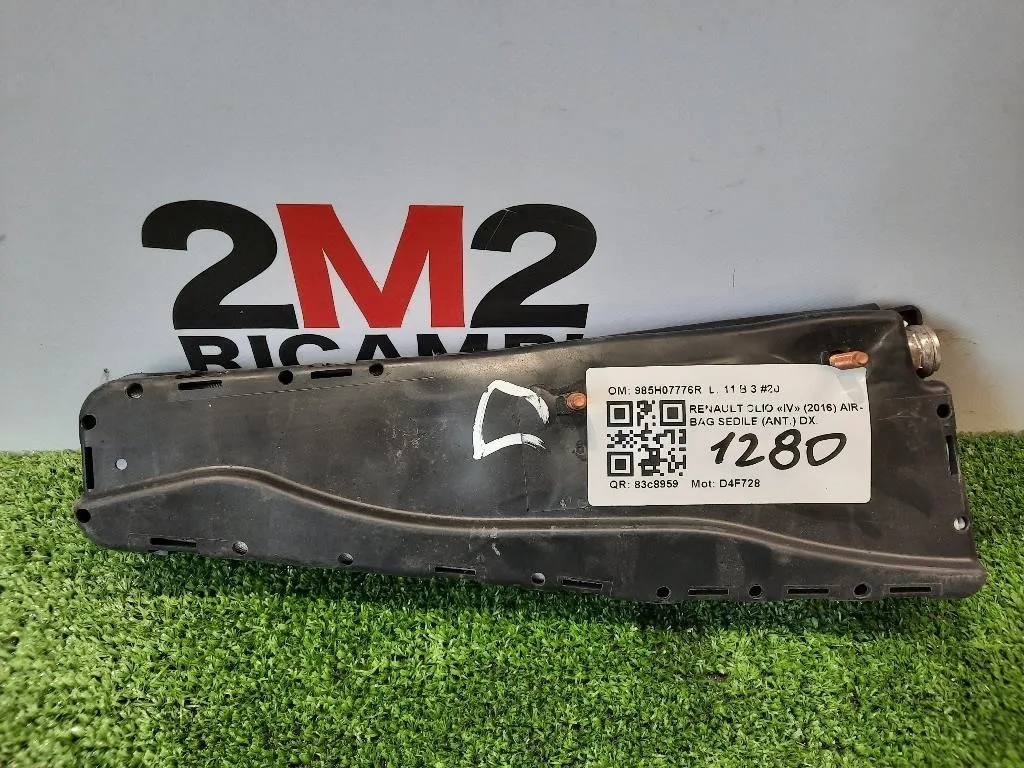 2M2
RICAMBI
D
OM: 985H07776R L. 11 B 3 #20
RENAULT CLIO «IV» (2016) AIR-
BAG SEDILE (ANT.) DX.
1280
QR: 83c8959 Mot: D4F728